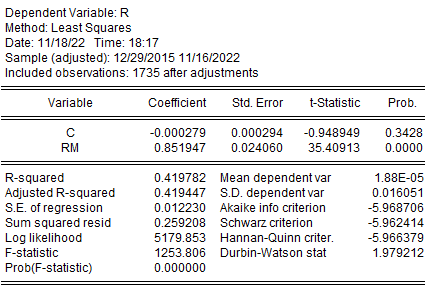 Dependent Variable: R
Method: Least Squares
Date: 11/18/22 Time: 18:17
Sample (adjusted): 12/29/2015 11/16/2022
Included observations: 1735 after adjustments
Variable Coefficient Std. Error t-Statistic Prob.
C -0.000279 0.000294 -0.948949 0.3428
RM 0.851947 0.024060 35.40913 0.0000
R-squared 0.419782 Mean dependent var 1.88E-05
Adjusted R-squared 0.419447 S.D. dependent var 0.016051
S.E. of regression 0.012230 Akaike info criterion -5.968706
Sum squared resid 0.259208 Schwarz criterion -5.962414
Log likelihood 5179.853 Hannan-Quinn criter. -5.966379
F-statistic 1253.806 Durbin-Watson stat 1.979212
Prob(F-statistic) 0.000000